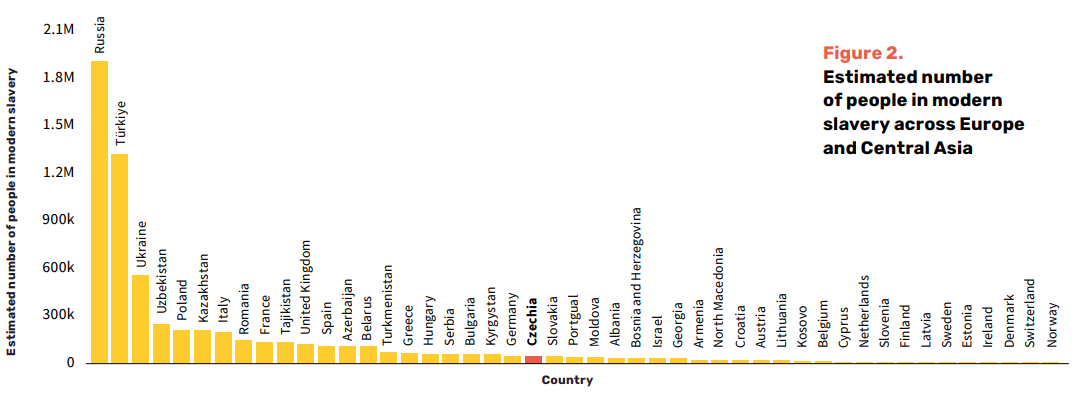 2.1M
1.8M
1.5M
1.2M
900k
600k
300k
0
Estimated number of people in modern slavery
Figure 2.
Estimated number
of people in modern
slavery across Europe
and Central Asia
Russia
Türkiye
Ukraine
Uzbekistan
Poland
Kazakhstan
Italy
Romania
France
Tajikistan
United Kingdom
Spain
Azerbaijan
Belarus
Turkmenistan
Greece
Hungary
Serbia
Bulgaria
Kyrgystan
Germany
Czechia
Slovakia
Portgual
Moldova
Albania
Bosnia and Herzegovina
Israel
Georgia
Armenia
North Macedonia
Croatia
Austria
Lithuania
Kosovo
Belgium
Cyprus
Netherlands
Slovenia
Finland
Latvia
Sweden
Estonia
Ireland
Denmark
Switzerland
Norway
Country